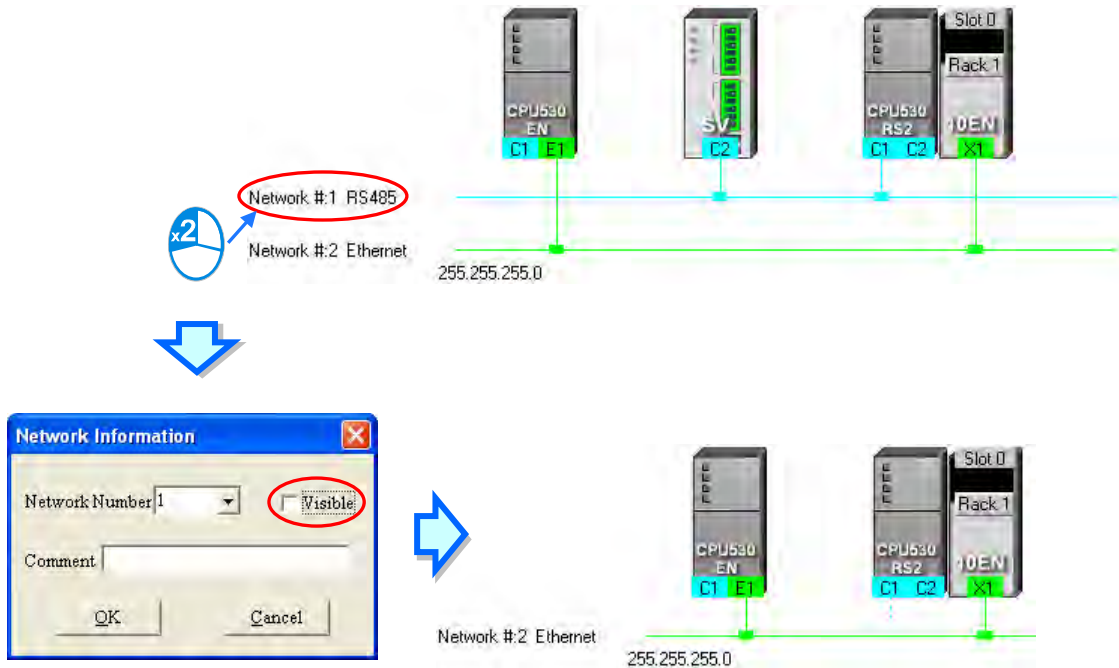 Slot 0
Rack 1
CPU530
EN
C1 E1
SV
C2
CPU530
RS2
C1 C2
10EN
X1
Network #:1 RS485
x2
Network #:2 Ethernet
255.255.255.0
Network Information
Network Number 1
Visible
Comment
OK
Cancel
Slot 0
Rack 1
CPU530
EN
C1 E1
CPU530
RS2
C1 C2
10EN
X1
Network #:2 Ethernet
255.255.255.0